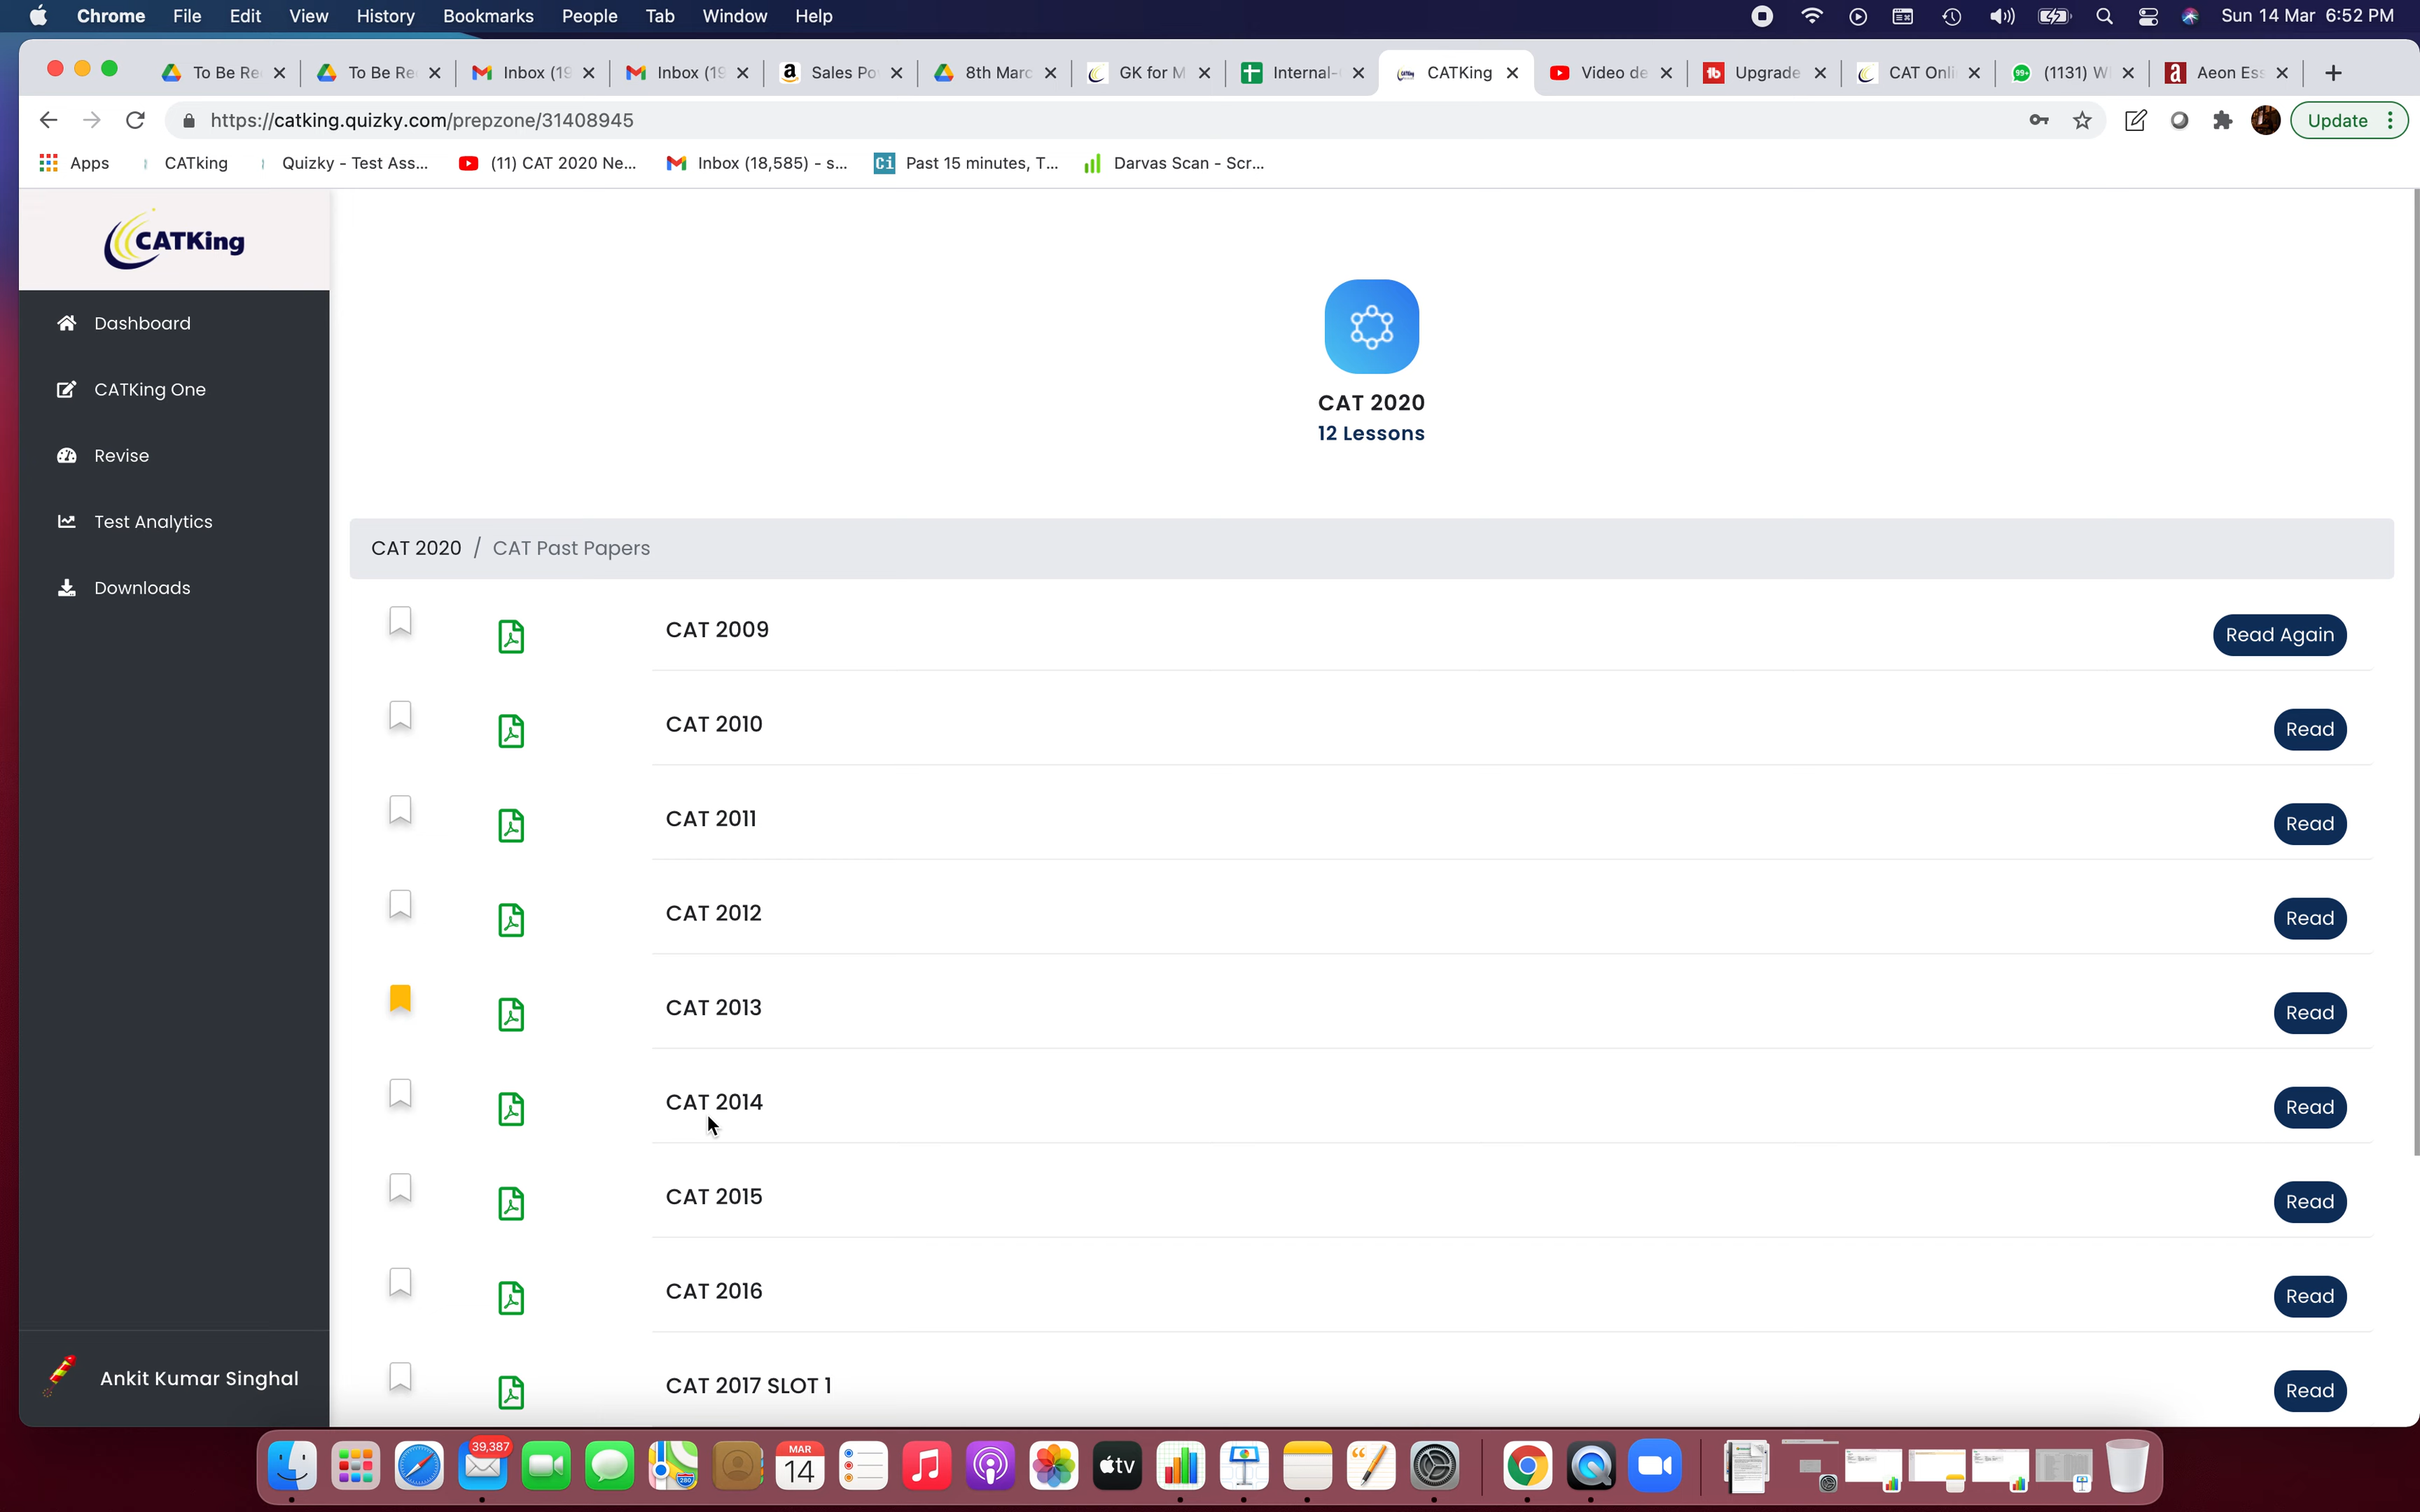 Chrome File Edit View History Bookmarks People Tab Window Help Sun 14 Mar 6:52 PM
To Be Re To Be Re Inbox (19 Inbox (19 Sales Po 8th Marc GK for M Internal- CATKing Video de Upgrade CAT Onli (1131) W Aeon Ess
https://catking.quizky.com/prepzone/31408945 Update
Apps CATking Quizky - Test Ass... (11) CAT 2020 Ne... Inbox (18,585) - s... Ci Past 15 minutes, T... Darvas Scan - Scr...
CATKing
Dashboard
CATKing One
Revise
Test Analytics
Downloads
Ankit Kumar Singhal
CAT 2020
12 Lessons
CAT 2020 / CAT Past Papers
CAT 2009 Read Again
CAT 2010 Read
CAT 2011 Read
CAT 2012 Read
CAT 2013 Read
CAT 2014 Read
CAT 2015 Read
CAT 2016 Read
CAT 2017 SLOT 1 Read
39,387
MAR
14
tv
280